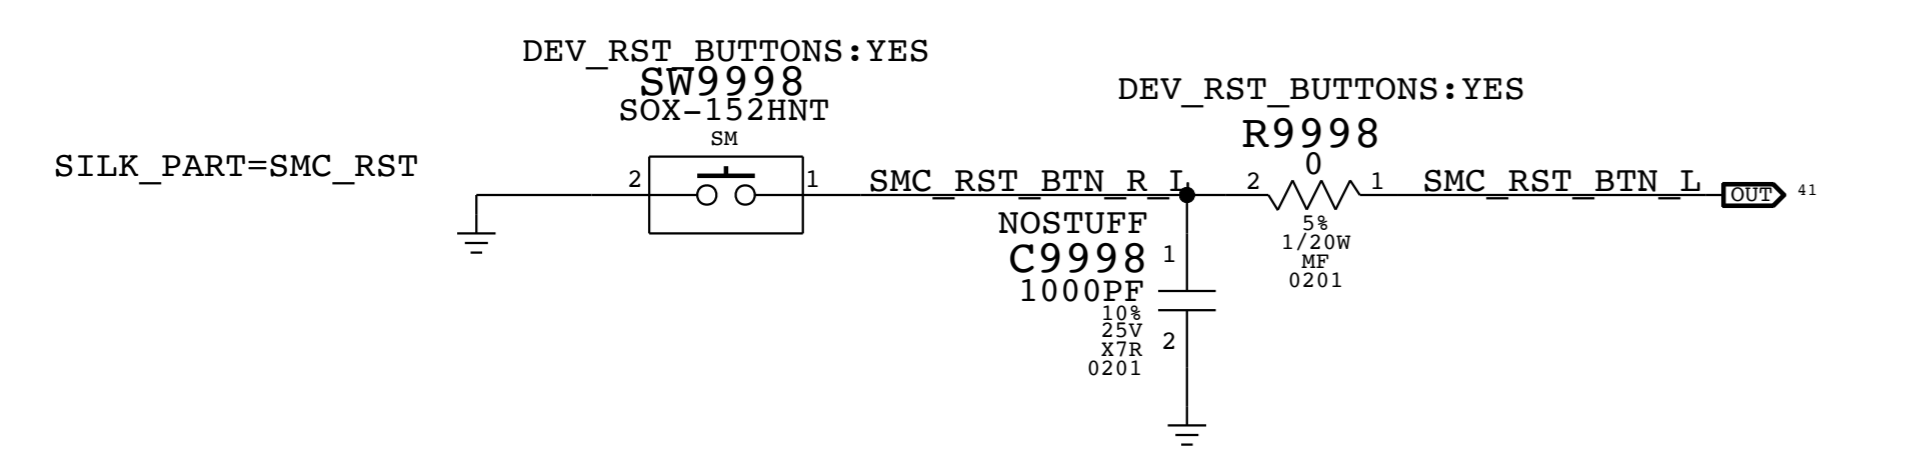 DEV_RST_BUTTONS:YES
SW9998
SOX-152HNT
SM
SILK_PART=SMC_RST
2
1
SMC_RST_BTN_R_L
DEV_RST_BUTTONS:YES
R9998
0
2
1
SMC_RST_BTN_L
OUT
41
5%
1/20W
MF
0201
NOSTUFF
C9998
1000PF
10%
25V
X7R
0201
1
2